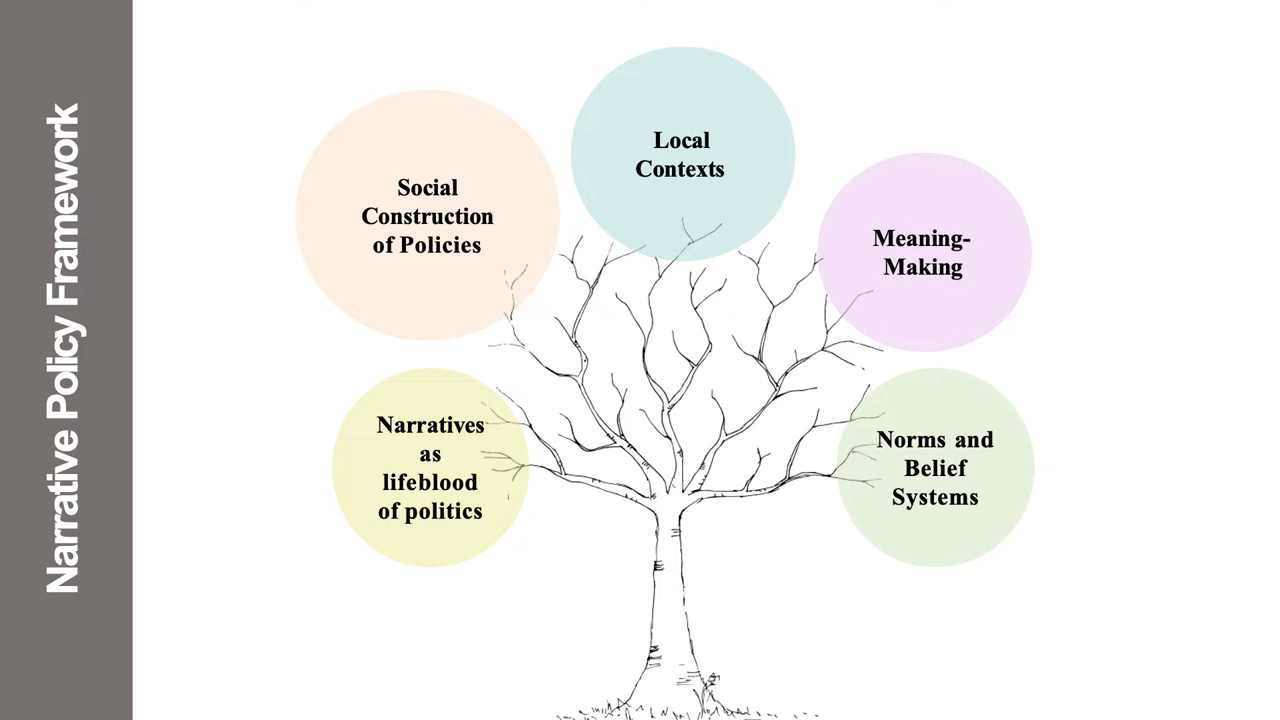 Narrative Policy Framework
Social
Construction
of Policies
Local
Contexts
Meaning-
Making
Narratives
as
lifeblood
of politics
Norms and
Belief
Systems